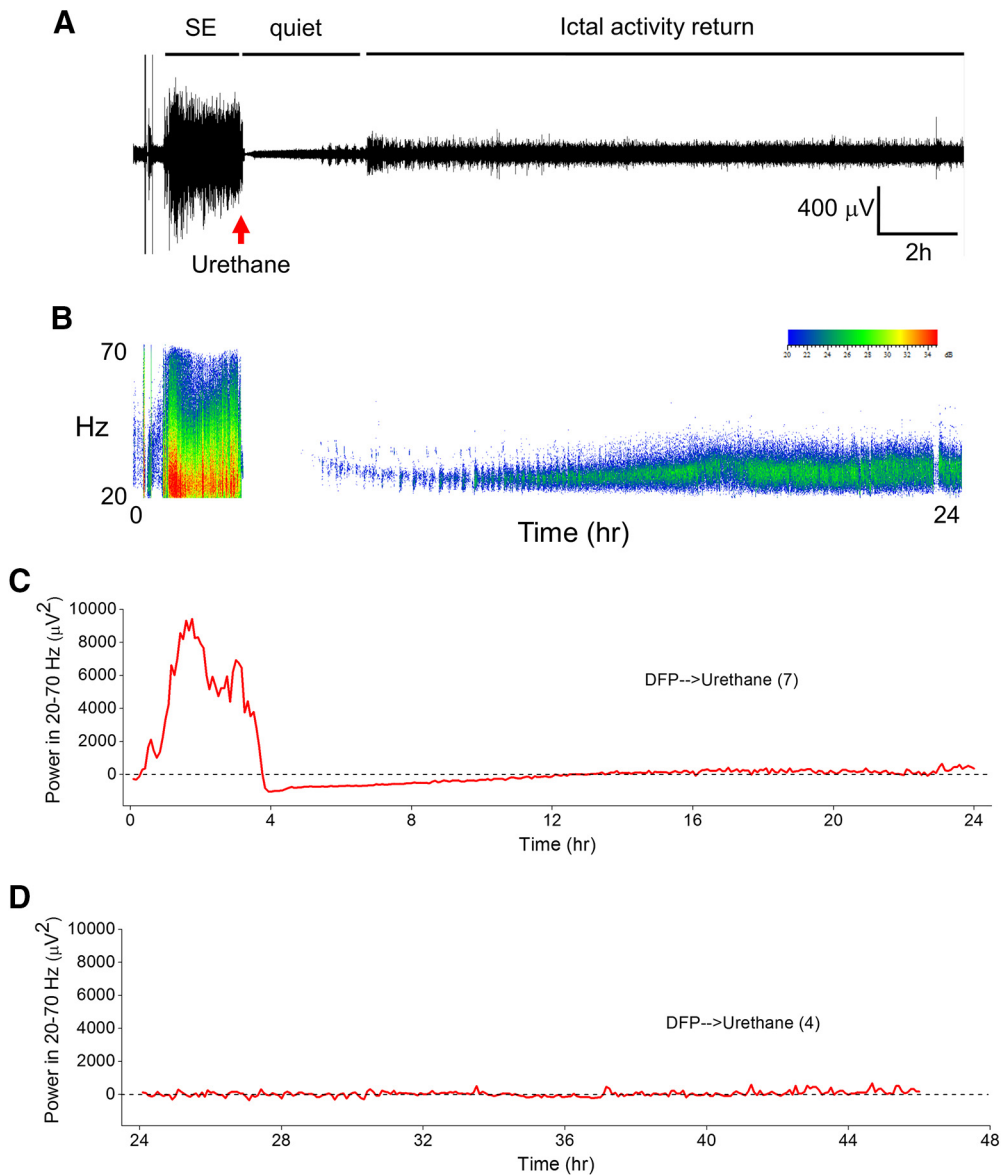 A
SE quiet Ictal activity return
400 μV
2h
Urethane
B
70
20 22 24 26 28 30 32 34 dB
Hz
20
0 24
Time (hr)
C
Power in 20-70 Hz (μV2)
10000
8000
6000
4000
2000
0
DFP-->Urethane (7)
0 4 8 12 16 20 24
Time (hr)
D
Power in 20-70 Hz (μV2)
10000
8000
6000
4000
2000
0
DFP-->Urethane (4)
24 28 32 36 40 44 48
Time (hr)